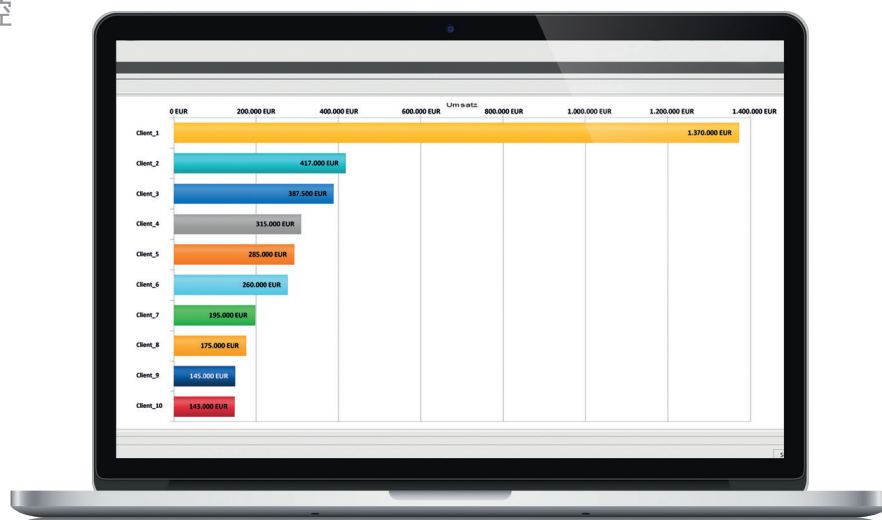 Umsatz
0 EUR 200.000 EUR 400.000 EUR 600.000 EUR 800.000 EUR 1.000.000 EUR 1.200.000 EUR 1.400.000 EUR
Client_1 1.370.000 EUR
Client_2 417.000 EUR
Client_3 387.500 EUR
Client_4 315.000 EUR
Client_5 285.000 EUR
Client_6 260.000 EUR
Client_7 195.000 EUR
Client_8 175.000 EUR
Client_9 145.000 EUR
Client_10 143.000 EUR